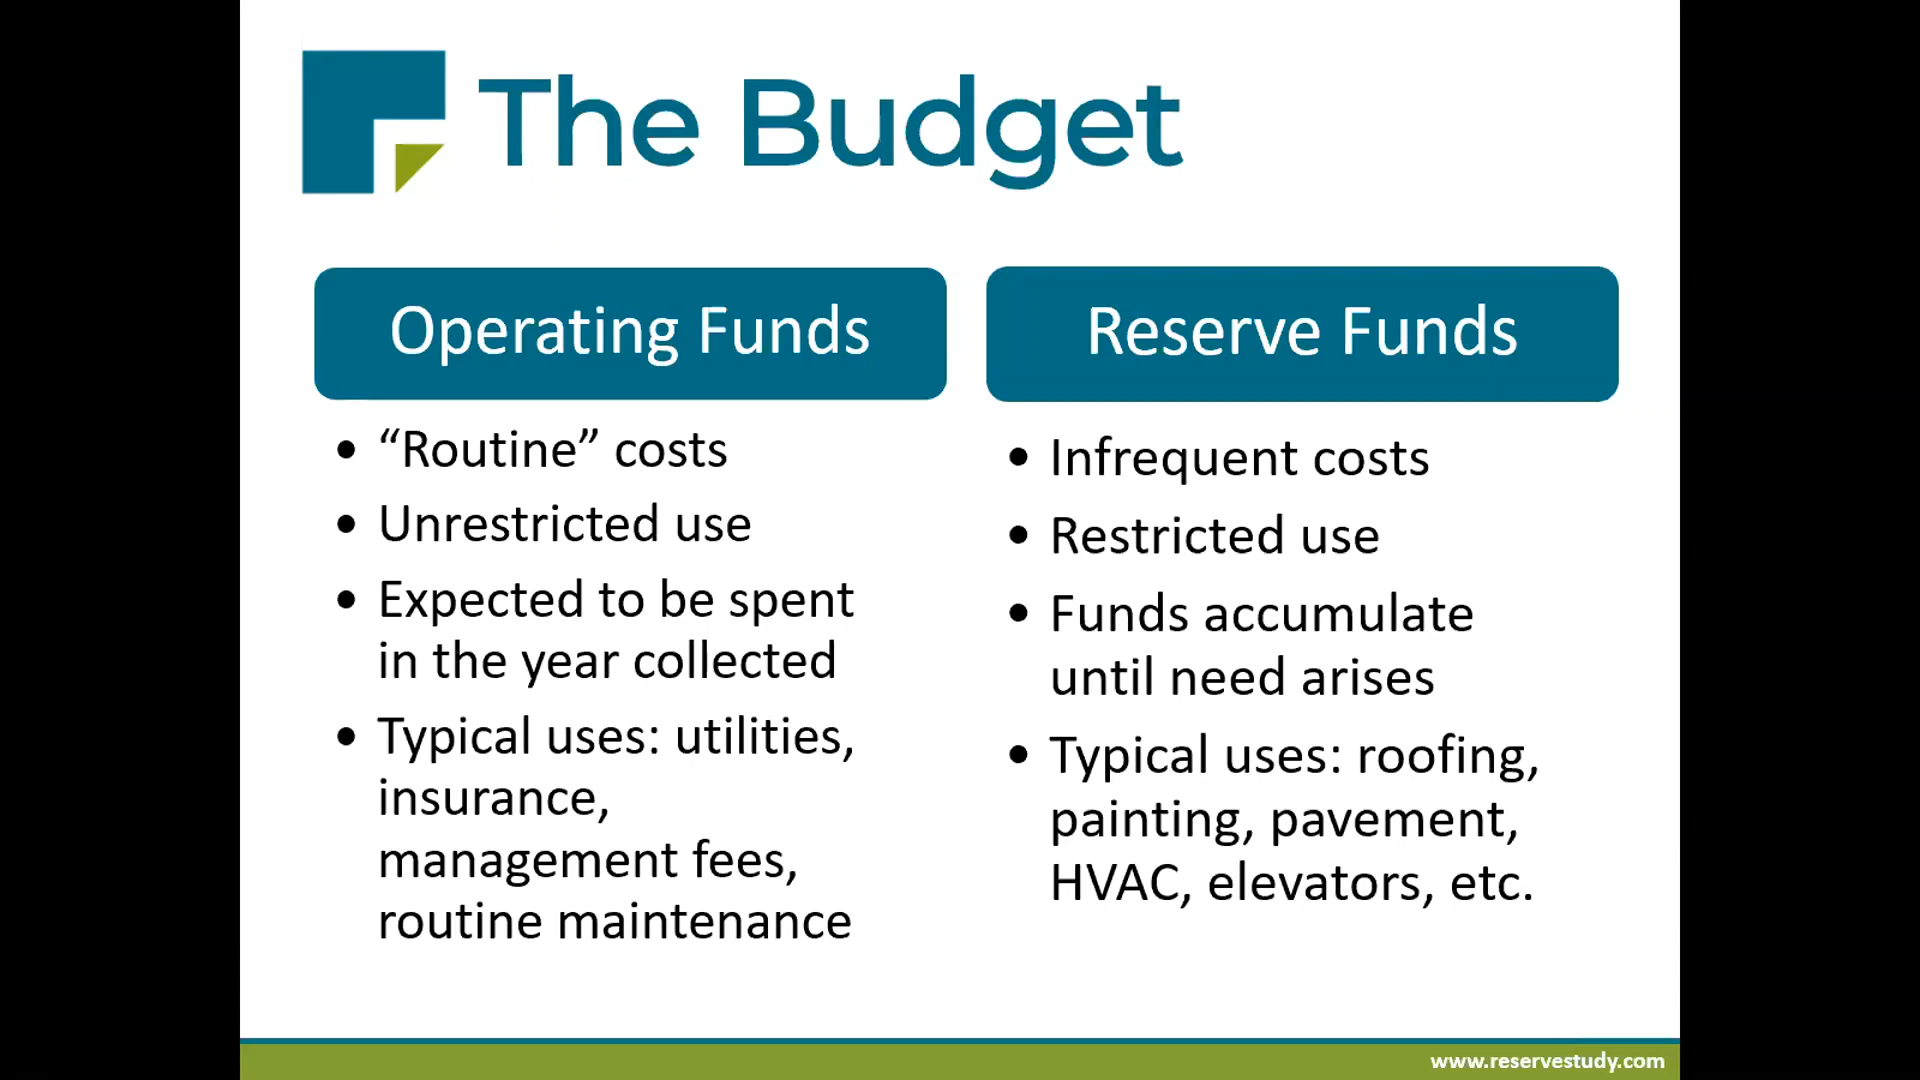 The Budget
Operating Funds
• “Routine” costs
• Unrestricted use
• Expected to be spent
in the year collected
• Typical uses: utilities,
insurance,
management fees,
routine maintenance
Reserve Funds
• Infrequent costs
• Restricted use
• Funds accumulate
until need arises
• Typical uses: roofing,
painting, pavement,
HVAC, elevators, etc.
www.reservestudy.com